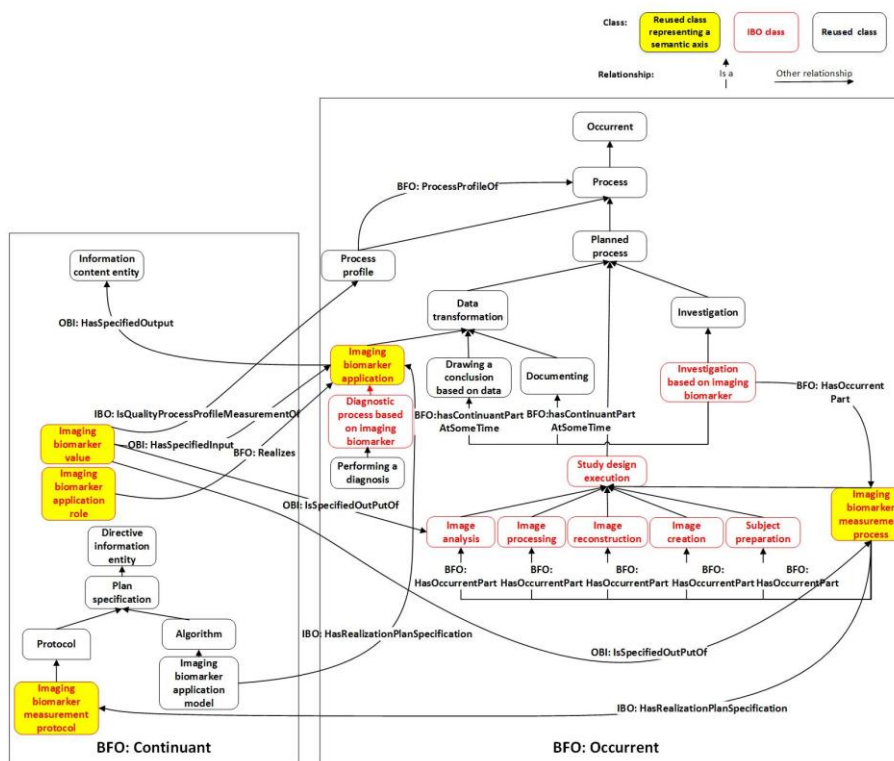 Class:
Reused class
representing a
semantic axis
IBO class
Reused class
Relationship:
Is a
Other relationship
Occurrent
BFO: ProcessProfileOf
Process
Information
content entity
Process
profile
Planned
process
OBI: HasSpecifiedOutput
Data
transformation
Investigation
Imaging
biomarker
application
Drawing a
conclusion
based on data
Documenting
Investigation
based on imaging
biomarker
BFO: HasOccurrent
Part
Diagnostic
process based
on imaging
biomarker
BFO:hasContinuantPart
AtSomeTime
BFO:hasContinuantPart
AtSomeTime
IBO: IsQualityProcessProfileMeasurementOf
Imaging
biomarker
value
OBI: HasSpecifiedInput
BFO: Realizes
Performing a
diagnosis
Study design
execution
Imaging
biomarker
application role
OBI: IsSpecifiedOutPutOf
Imaging
biomarker
measurement
process
Image
analysis
Image
processing
Image
reconstruction
Image
creation
Subject
preparation
Directive
information
entity
BFO:
HasOccurrentPart
BFO:
HasOccurrentPart
BFO:
HasOccurrentPart
BFO:
HasOccurrentPart
BFO:
HasOccurrentPart
Plan
specification
Protocol
Algorithm
IBO: HasRealizationPlanSpecification
OBI: IsSpecifiedOutPutOf
Imaging
biomarker
application
model
Imaging
biomarker
measurement
protocol
IBO: HasRealizationPlanSpecification
BFO: Continuant
BFO: Occurrent